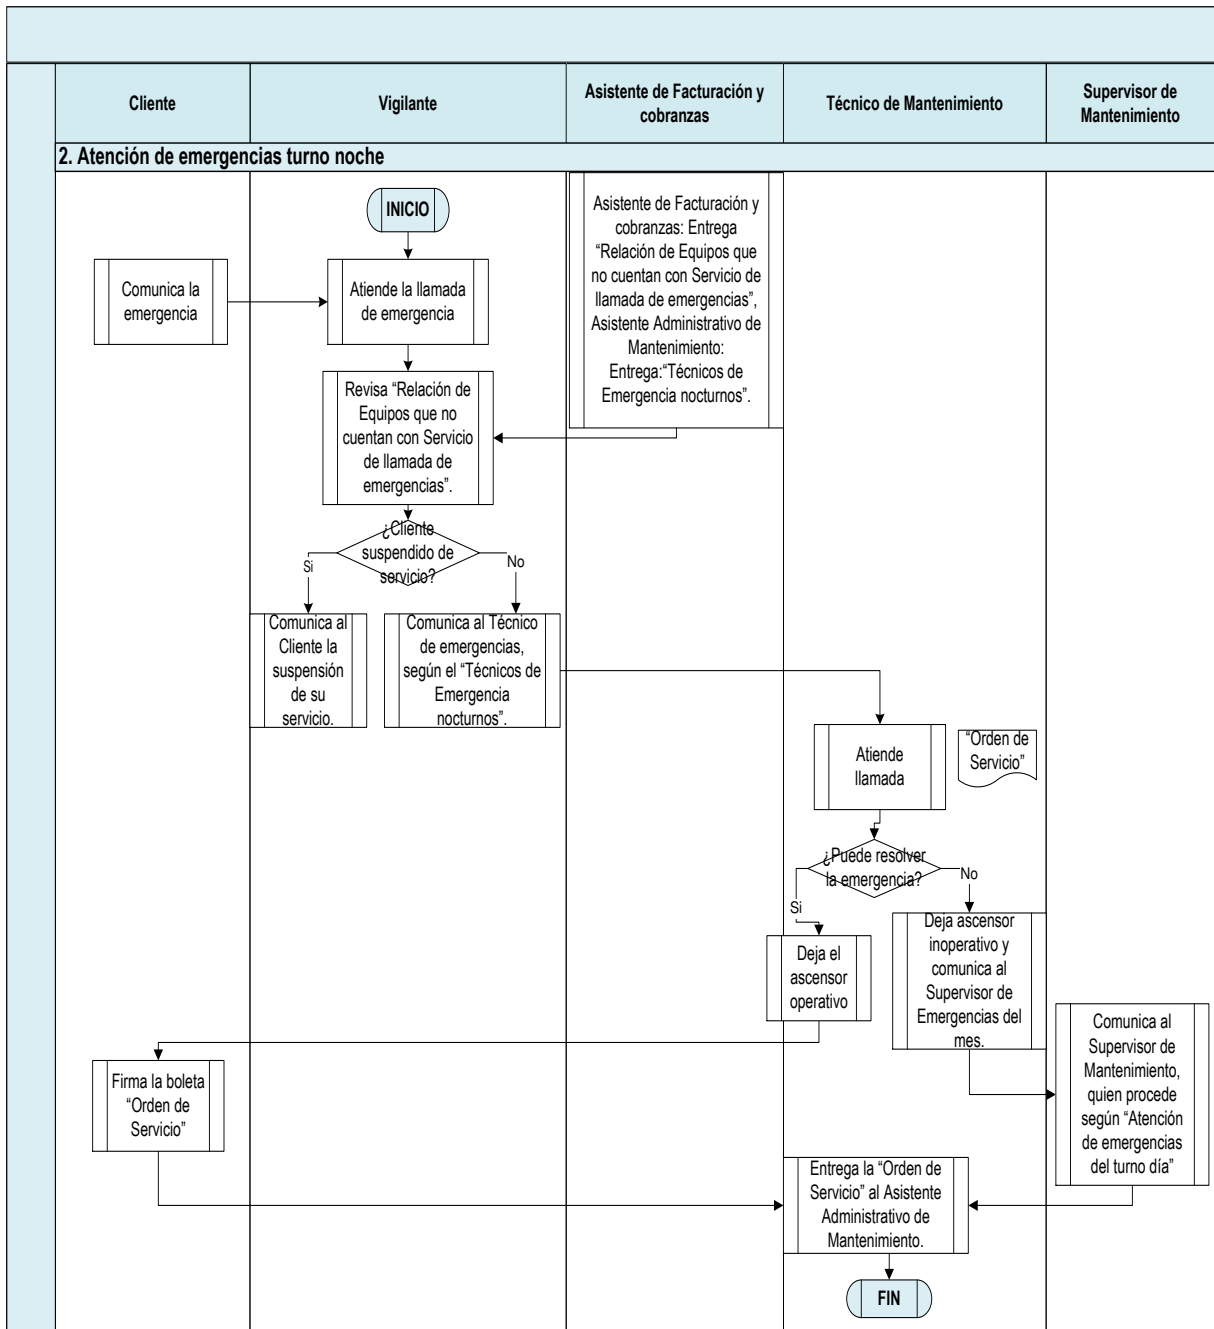 Cliente
Vigilante
Asistente de Facturación y
cobranzas
Técnico de Mantenimiento
Supervisor de
Mantenimiento
2. Atención de emergencias turno noche
INICIO
Asistente de Facturación y
cobranzas: Entrega
“Relación de Equipos que
no cuentan con Servicio de
llamada de emergencias”,
Asistente Administrativo de
Mantenimiento:
Entrega:“Técnicos de
Emergencia nocturnos”.
Comunica la
emergencia
Atiende la llamada
de emergencia
Revisa “Relación de
Equipos que no
cuentan con Servicio
de llamada de
emergencias”.
¿Cliente
suspendido de
servicio?
Si
No
Comunica al
Cliente la
suspensión
de su
servicio.
Comunica al Técnico
de emergencias,
según el “Técnicos de
Emergencia
nocturnos”.
Atiende
llamada
“Orden de
Servicio”
¿Puede resolver
la emergencia?
Si
No
Deja el
ascensor
operativo
Deja ascensor
inoperativo y
comunica al
Supervisor de
Emergencias del
mes.
Comunica al
Supervisor de
Mantenimiento,
quien procede
según “Atención
de emergencias
del turno día”
Firma la boleta
“Orden de
Servicio”
Entrega la “Orden de
Servicio” al Asistente
Administrativo de
Mantenimiento.
FIN